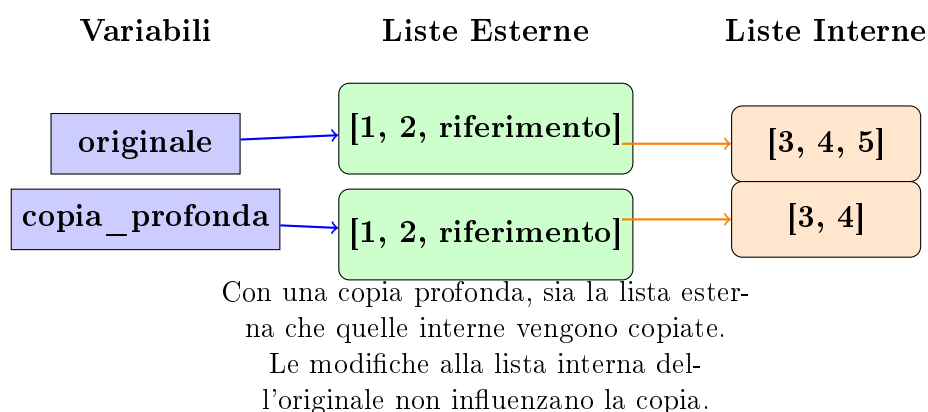 Variabili Liste Esterne Liste Interne
originale [1, 2, riferimento] [3, 4, 5]
copia_profonda [1, 2, riferimento] [3, 4]
Con una copia profonda, sia la lista ester-
na che quelle interne vengono copiate.
Le modifiche alla lista interna del-
l'originale non influenzano la copia.